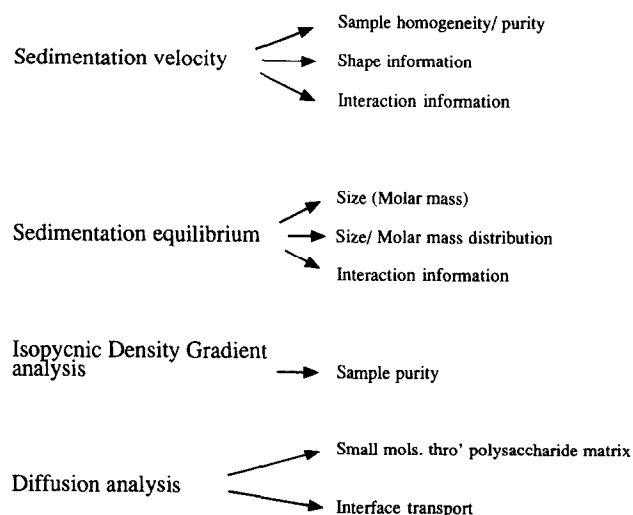 Sedimentation velocity
Sample homogeneity/ purity
Shape information
Interaction information
Sedimentation equilibrium
Size (Molar mass)
Size/ Molar mass distribution
Interaction information
Isopycnic Density Gradient
analysis
Sample purity
Diffusion analysis
Small mols. thro' polysaccharide matrix
Interface transport